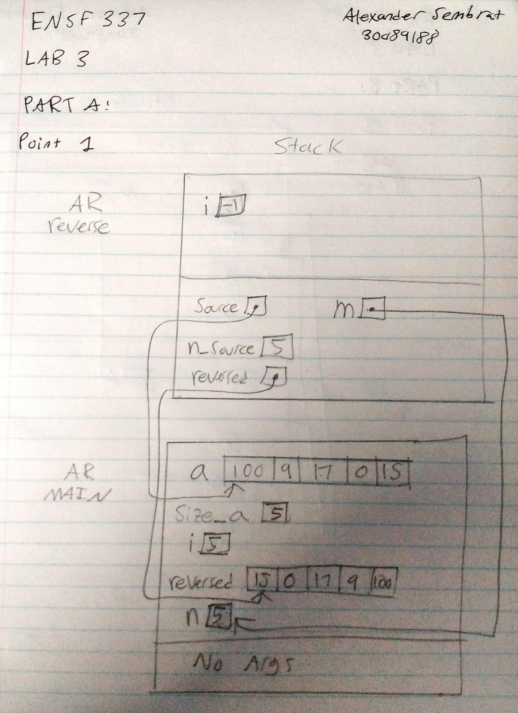 ENSF 337
Alexander Sembrat
30089188
LAB 3
PART A:
Point 1
Stack
AR
reverse
i -1
Source
m
n_source 5
reversed
AR
MAIN
a 100 9 17 0 15
Size_a 5
i 5
reversed 15 0 17 9 100
n 5
No Args